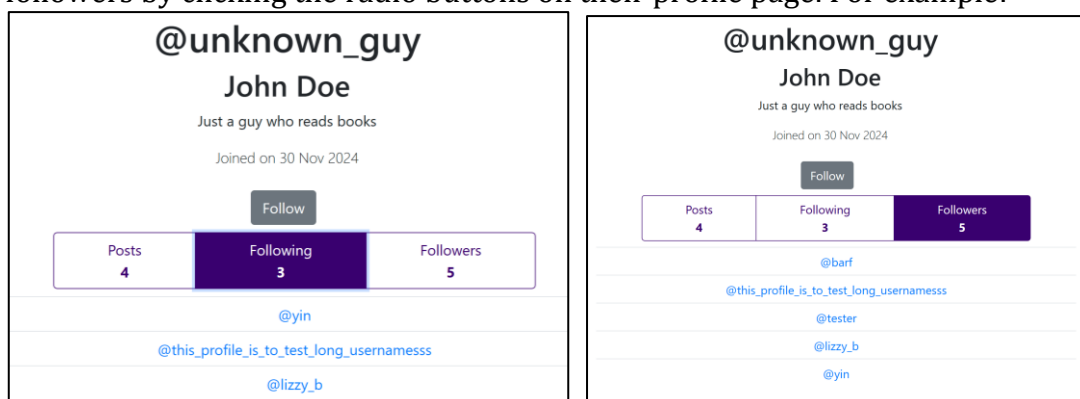 followers by clicking the radio buttons on their profile page. For example:
@unknown_guy
John Doe
Just a guy who reads books
Joined on 30 Nov 2024
Follow
Posts Following Followers
4 3 5
@yin
@this_profile_is_to_test_long_usernamesss
@lizzy_b
@unknown_guy
John Doe
Just a guy who reads books
Joined on 30 Nov 2024
Follow
Posts Following Followers
4 3 5
@barf
@this_profile_is_to_test_long_usernamesss
@tester
@lizzy_b
@yin